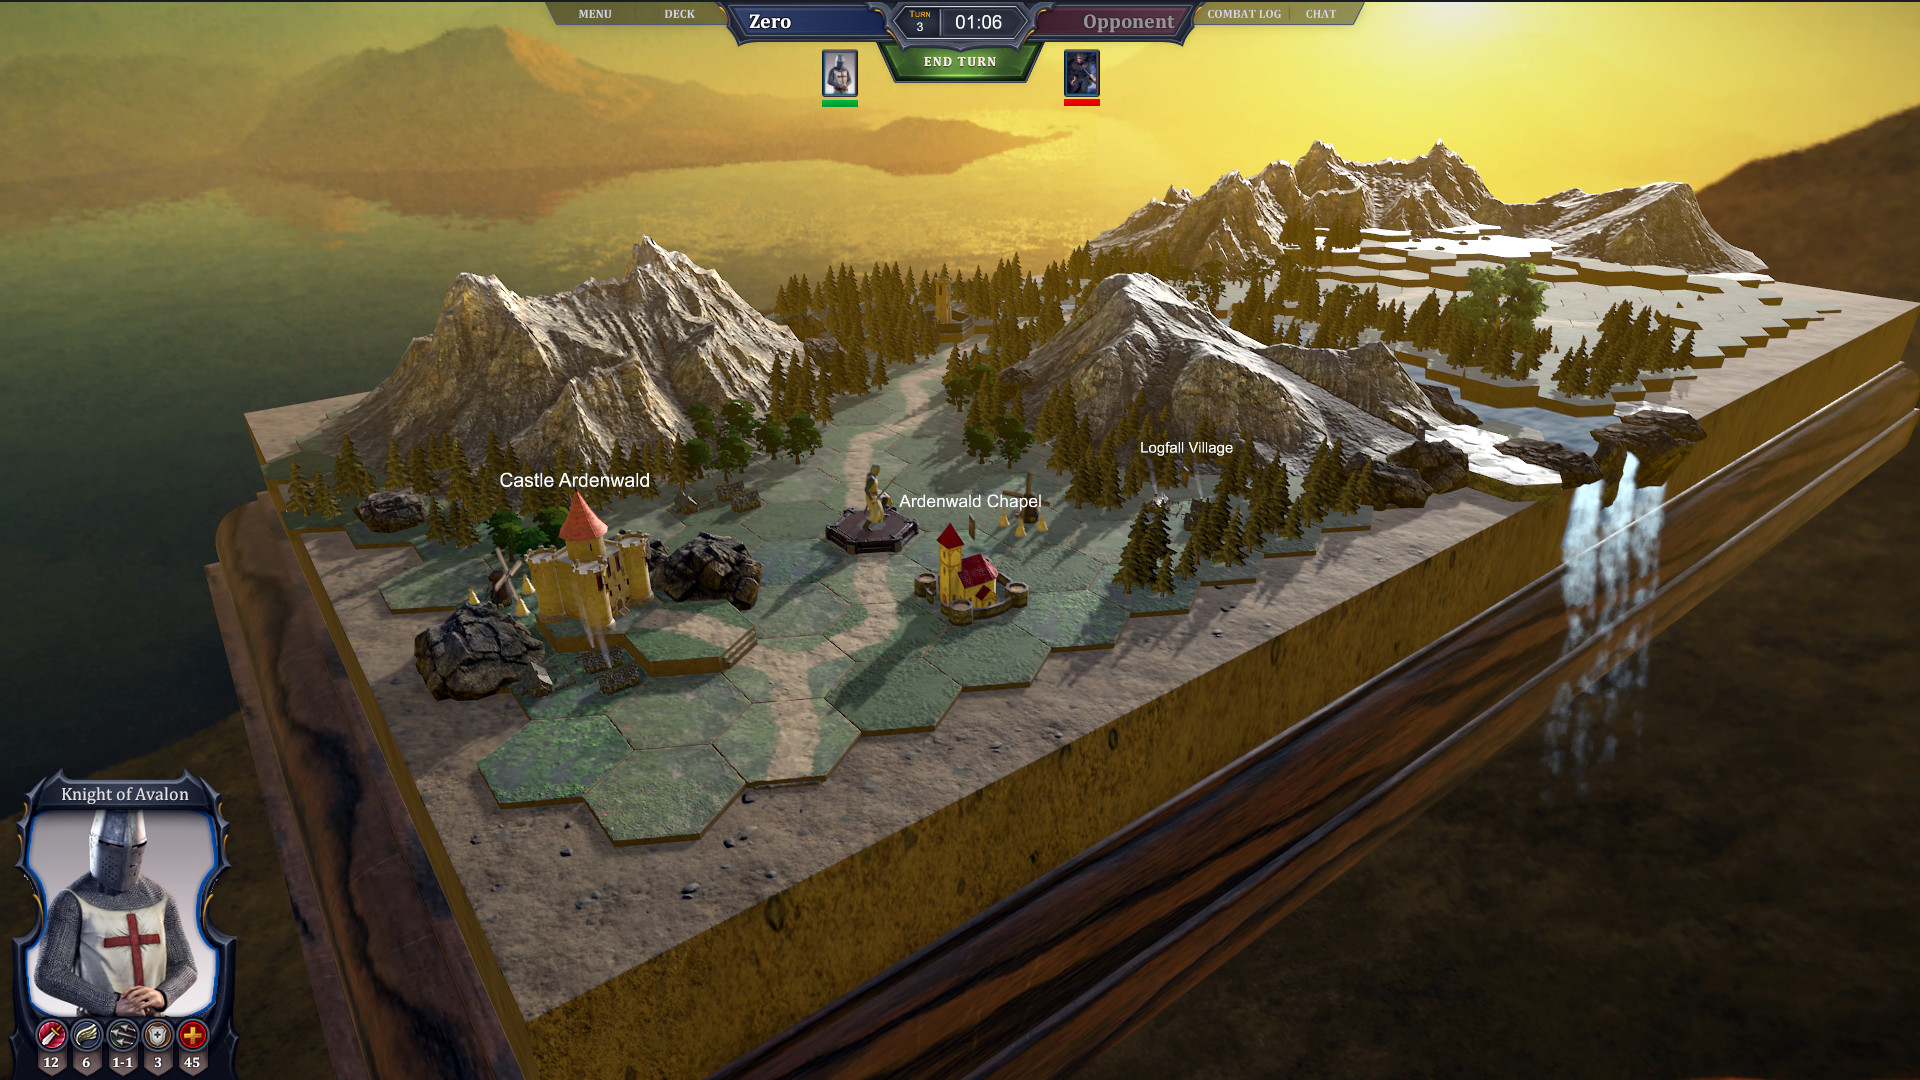 MENU
DECK
Zero
Turn
3
01:06
Opponent
COMBAT LOG
CHAT
END TURN
Logfall Village
Castle Ardenwald
Ardenwald Chapel
Knight of Avalon
12
6
1-1
3
45